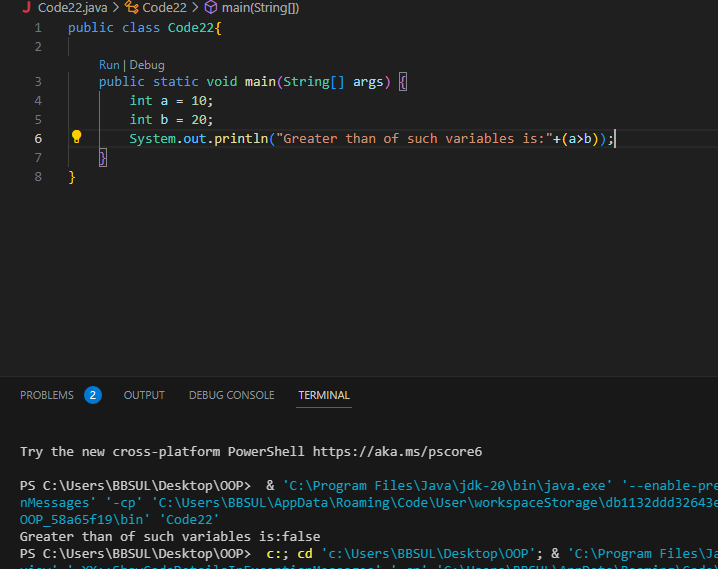 Code22.java > Code22 > main(String[])
1 public class Code22{
2
Run | Debug
3 public static void main(String[] args) {
4 int a = 10;
5 int b = 20;
6 System.out.println("Greater than of such variables is:"+(a>b));
7 }
8 }
PROBLEMS 2 OUTPUT DEBUG CONSOLE TERMINAL
Try the new cross-platform PowerShell https://aka.ms/pscore6
PS C:\Users\BBSUL\Desktop\OOP>  & 'C:\Program Files\Java\jdk-20\bin\java.exe' '--enable-pre
nMessages' '-cp' 'C:\Users\BBSUL\AppData\Roaming\Code\User\workspaceStorage\db1132ddd32643e
OOP_58a65f19\bin' 'Code22'
Greater than of such variables is:false
PS C:\Users\BBSUL\Desktop\OOP>  c:; cd 'c:\Users\BBSUL\Desktop\OOP'; & 'C:\Program Files\Ja